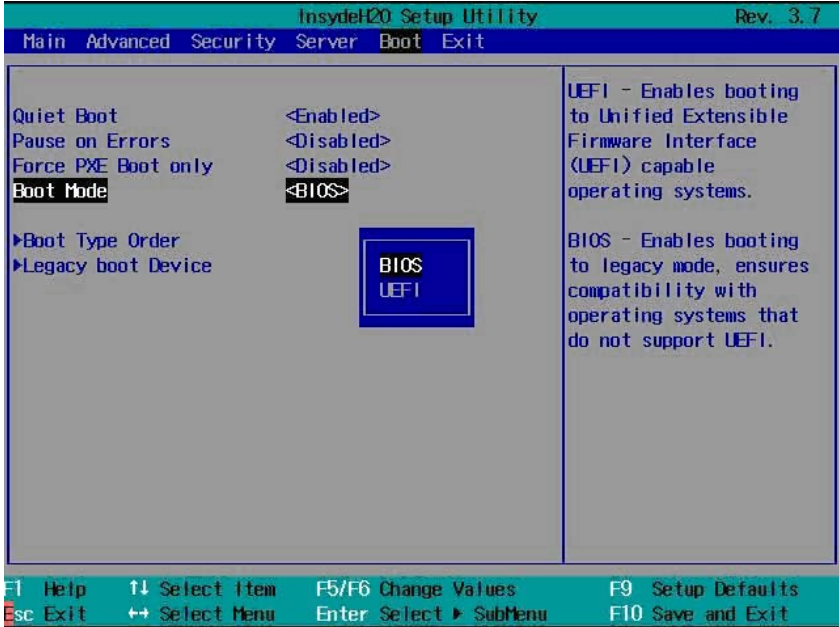 InsydeH2O Setup Utility Rev. 3.7
Main Advanced Security Server Boot Exit
Quiet Boot <Enabled>
Pause on Errors <Disabled>
Force PXE Boot only <Disabled>
Boot Mode <BIOS>
▶Boot Type Order
▶Legacy boot Device
BIOS
UEFI
UEFI - Enables booting
to Unified Extensible
Firmware Interface
(UEFI) capable
operating systems.
BIOS - Enables booting
to legacy mode, ensures
compatibility with
operating systems that
do not support UEFI.
F1 Help ↑↓ Select Item F5/F6 Change Values F9 Setup Defaults
Esc Exit ↔ Select Menu Enter Select ▶ SubMenu F10 Save and Exit